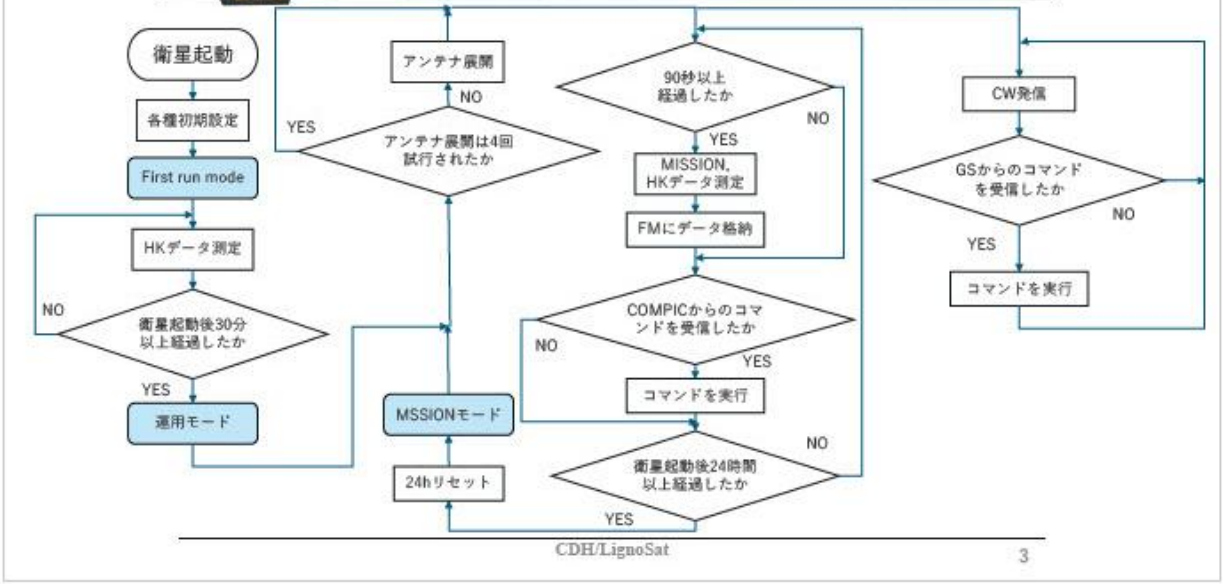 衛星起動
各種初期設定
First run mode
HKデータ測定
NO
衛星起動後30分
以上経過したか
YES
運用モード
アンテナ展開
NO
YES
アンテナ展開は4回
試行されたか
MSSIONモード
24hリセット
90秒以上
経過したか
NO
YES
MISSION,
HKデータ測定
FMにデータ格納
COMPICからのコマ
ンドを受信したか
NO
YES
コマンドを実行
NO
衛星起動後24時間
以上経過したか
YES
CW発信
GSからのコマンド
を受信したか
NO
YES
コマンドを実行
CDH/LignoSat
3